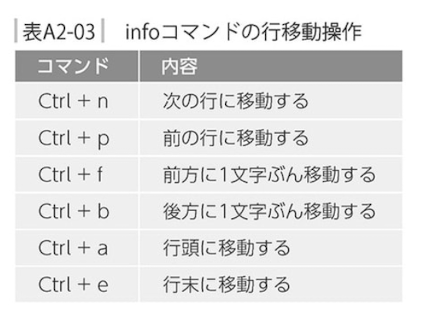 表A2-03 infoコマンドの行移動操作
コマンド 内容
Ctrl + n 次の行に移動する
Ctrl + p 前の行に移動する
Ctrl + f 前方に1文字ぶん移動する
Ctrl + b 後方に1文字ぶん移動する
Ctrl + a 行頭に移動する
Ctrl + e 行末に移動する